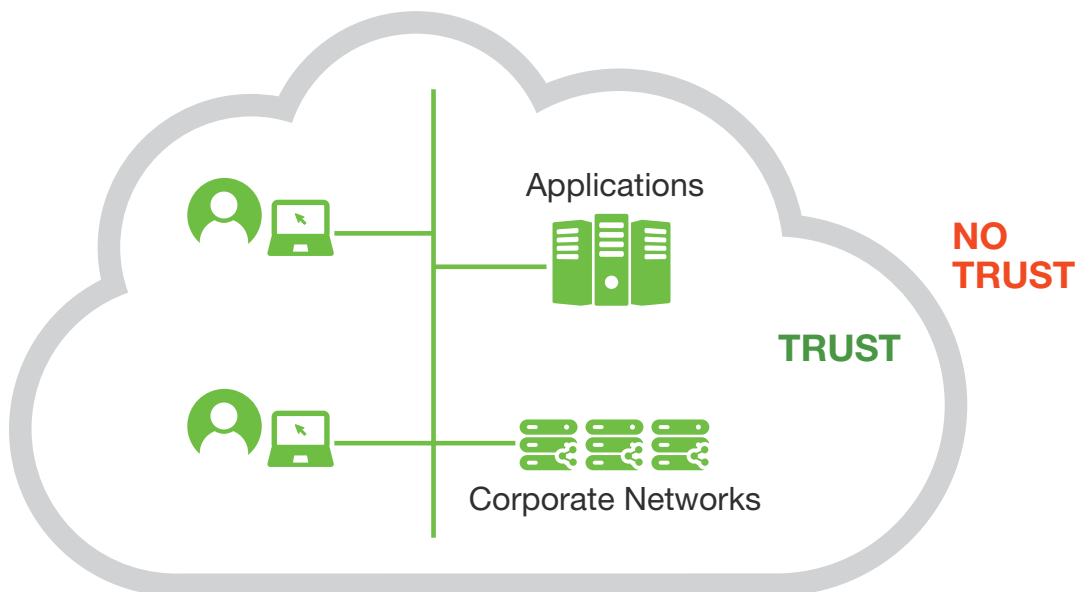 Applications
NO
TRUST
TRUST
Corporate Networks